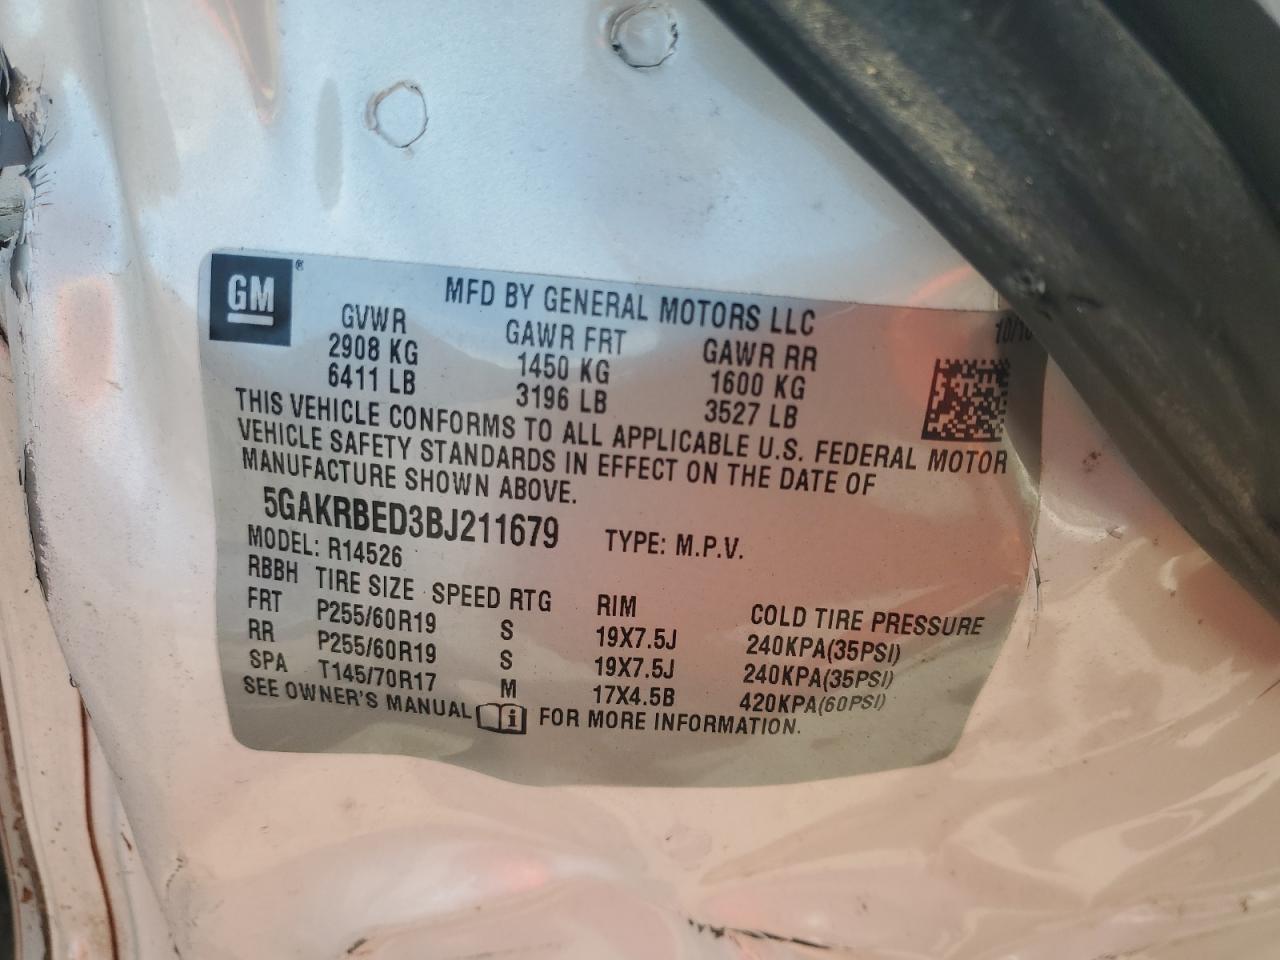 GM ®
MFD BY GENERAL MOTORS LLC
10/10
GVWR GAWR FRT GAWR RR
2908 KG 1450 KG 1600 KG
6411 LB 3196 LB 3527 LB
THIS VEHICLE CONFORMS TO ALL APPLICABLE U.S. FEDERAL MOTOR
VEHICLE SAFETY STANDARDS IN EFFECT ON THE DATE OF
MANUFACTURE SHOWN ABOVE.
5GAKRBED3BJ211679 TYPE: M.P.V.
MODEL: R14526
RBBH TIRE SIZE SPEED RTG RIM COLD TIRE PRESSURE
FRT P255/60R19 S 19X7.5J 240KPA(35PSI)
RR P255/60R19 S 19X7.5J 240KPA(35PSI)
SPA T145/70R17 M 17X4.5B 420KPA(60PSI)
SEE OWNER'S MANUAL i FOR MORE INFORMATION.